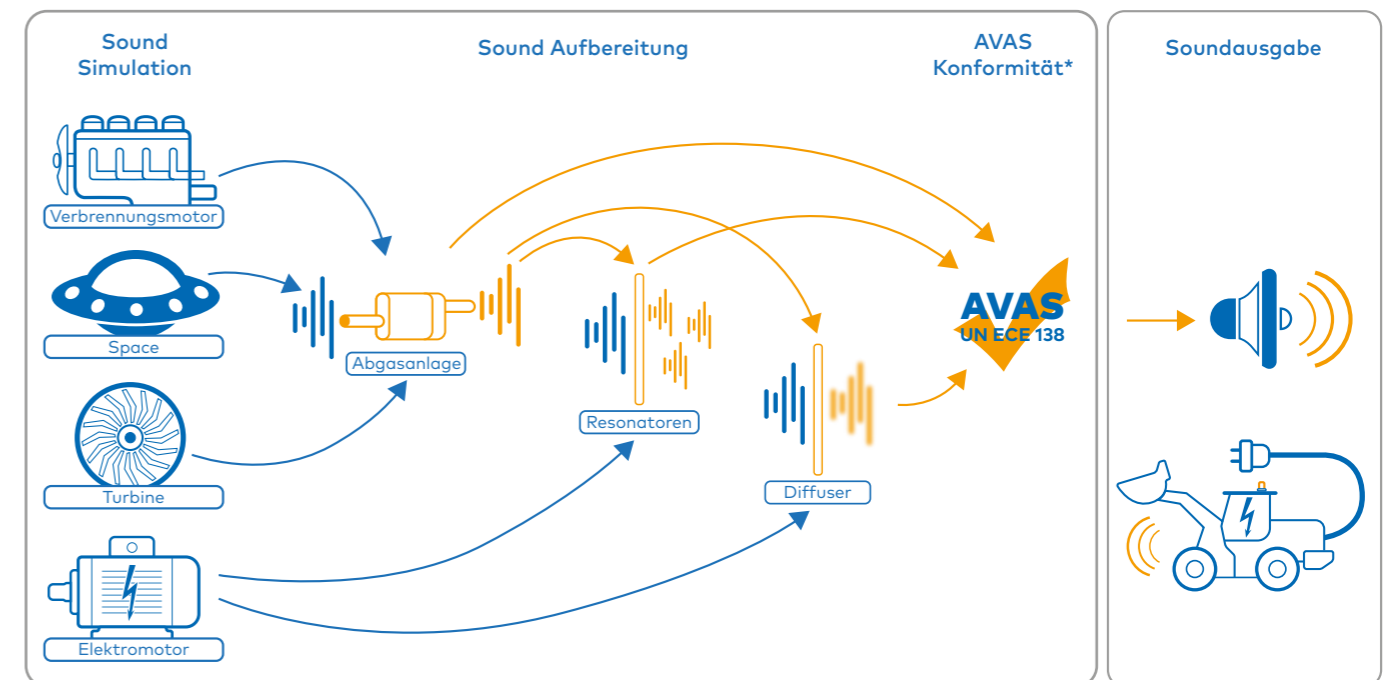 Sound
Simulation
Sound Aufbereitung
AVAS
Konformität*
Soundausgabe
Verbrennungsmotor
Space
Abgasanlage
AVAS
UN ECE 138
Resonatoren
Turbine
Diffuser
Elektromotor